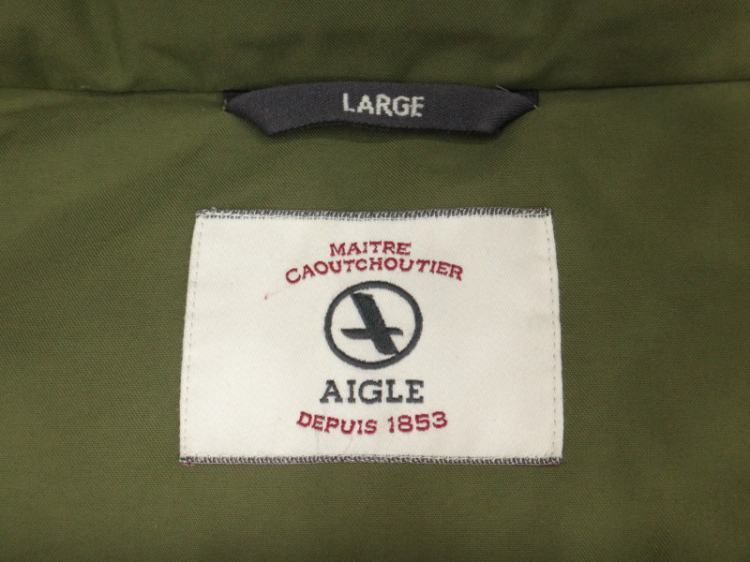 LARGE
MAITRE
CAOUTCHOUTIER
AIGLE
DEPUIS 1853